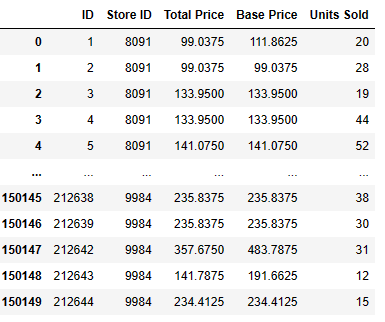 ID Store ID Total Price Base Price Units Sold
0 1 8091 99.0375 111.8625 20
1 2 8091 99.0375 99.0375 28
2 3 8091 133.9500 133.9500 19
3 4 8091 133.9500 133.9500 44
4 5 8091 141.0750 141.0750 52
... ... ... ... ... ...
150145 212638 9984 235.8375 235.8375 38
150146 212639 9984 235.8375 235.8375 30
150147 212642 9984 357.6750 483.7875 31
150148 212643 9984 141.7875 191.6625 12
150149 212644 9984 234.4125 234.4125 15